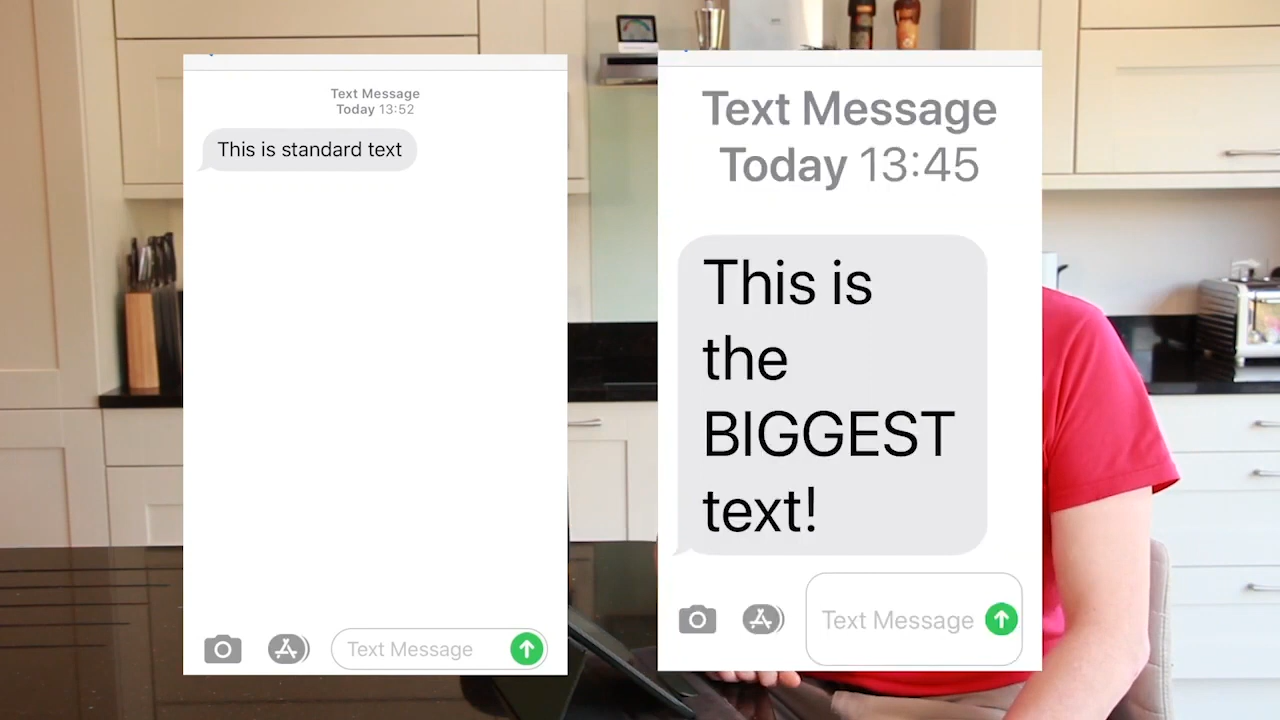 Text Message
Today 13:52
This is standard text
Text Message
Text Message
Today 13:45
This is
the
BIGGEST
text!
Text Message